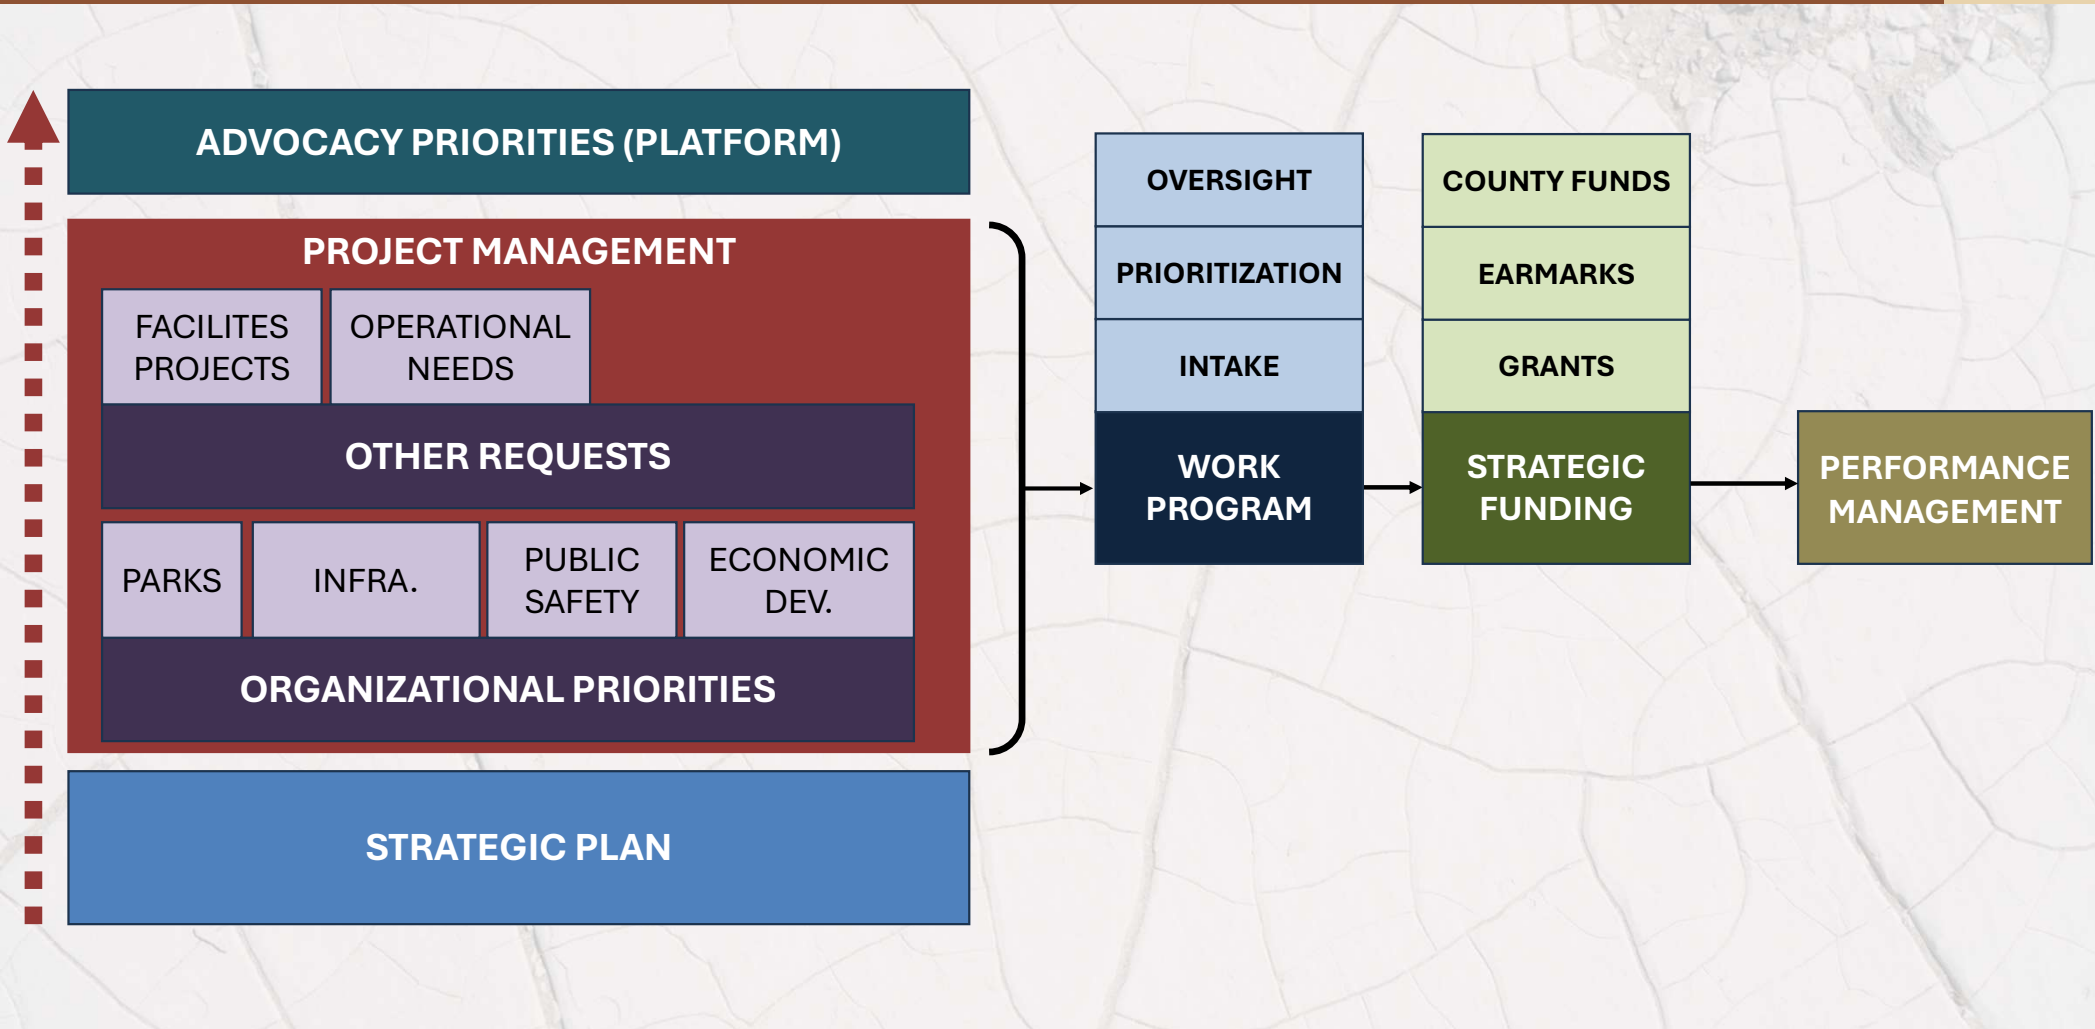 ADVOCACY PRIORITIES (PLATFORM)
PROJECT MANAGEMENT
FACILITES
PROJECTS
OPERATIONAL
NEEDS
OTHER REQUESTS
PARKS
INFRA.
PUBLIC
SAFETY
ECONOMIC
DEV.
ORGANIZATIONAL PRIORITIES
STRATEGIC PLAN
OVERSIGHT
PRIORITIZATION
INTAKE
WORK
PROGRAM
COUNTY FUNDS
EARMARKS
GRANTS
STRATEGIC
FUNDING
PERFORMANCE
MANAGEMENT